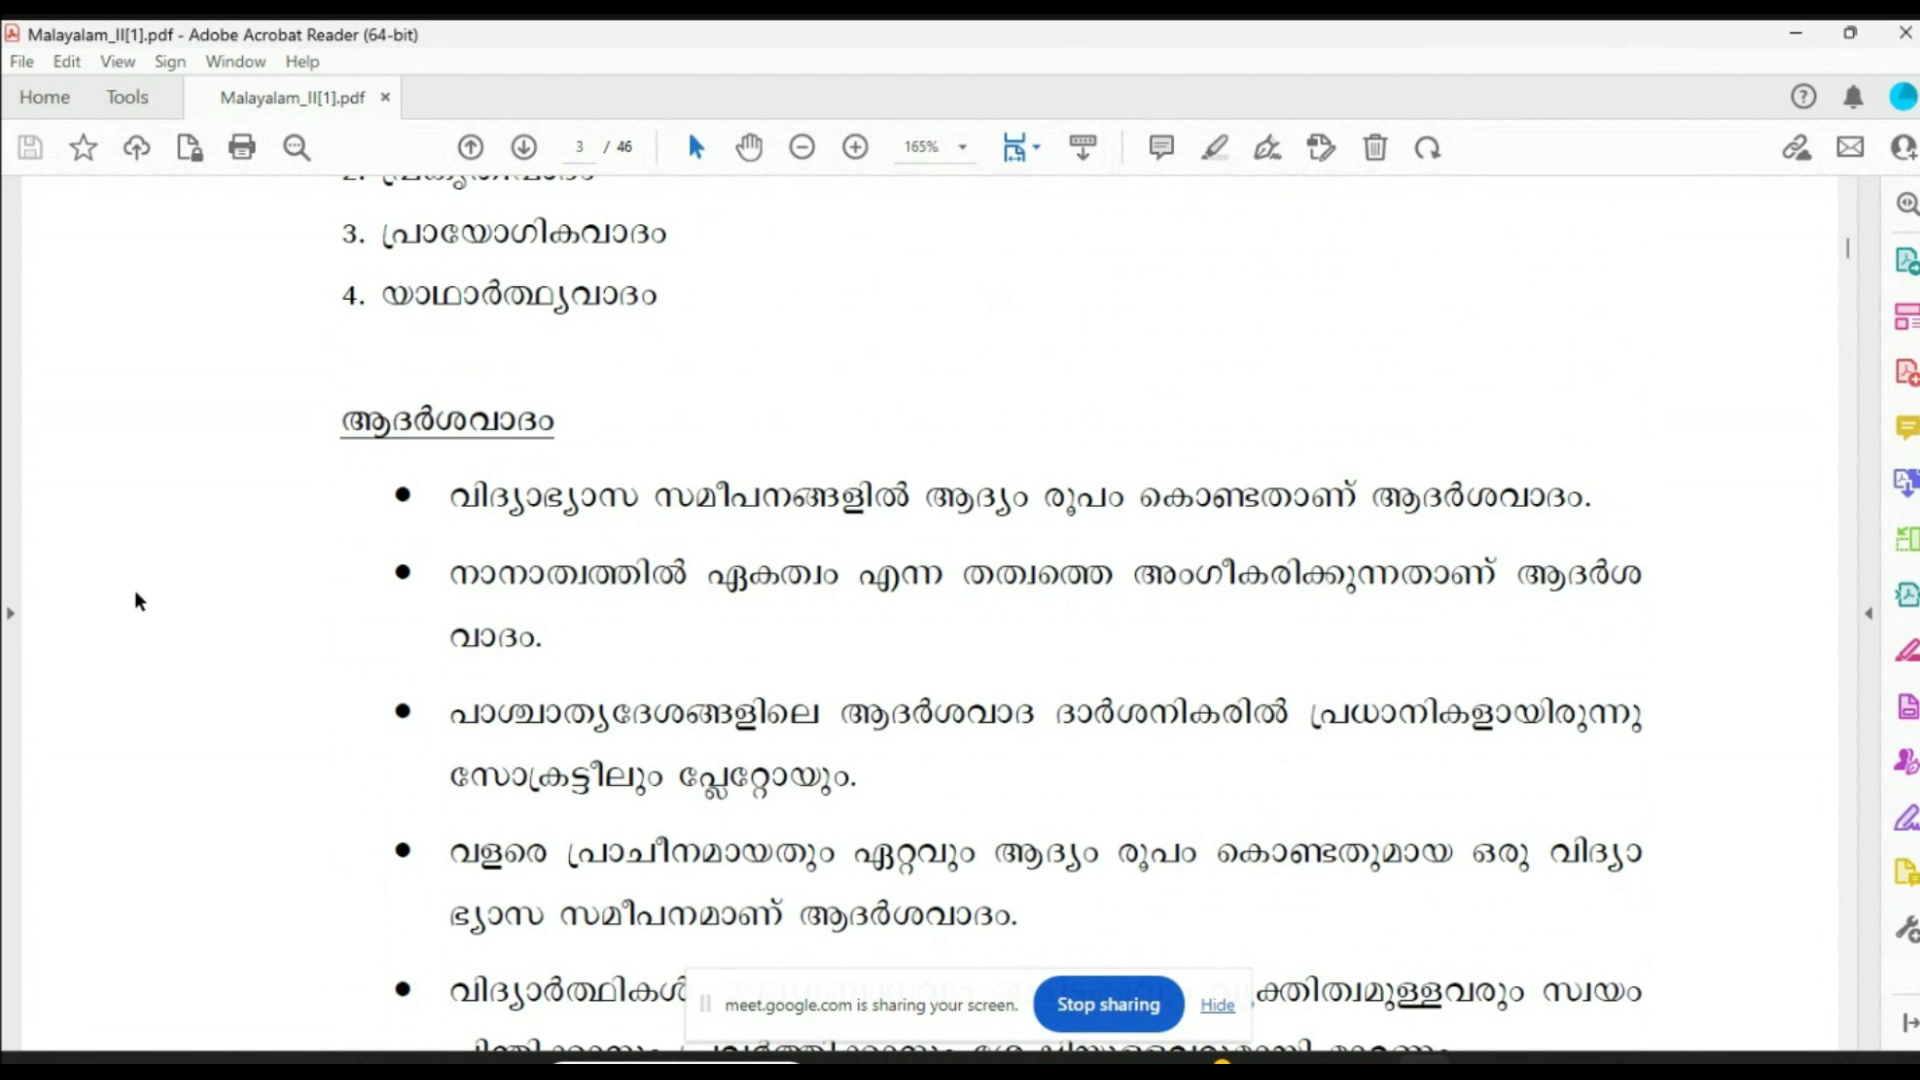 Malayalam_II[1].pdf - Adobe Acrobat Reader (64-bit)
File Edit View Sign Window Help
Home Tools Malayalam_II[1].pdf ×
3 / 46 165%
2. പ്രകൃതിവാദം
3. പ്രായോഗികവാദം
4. യാഥാർത്ഥ്യവാദം
ആദർശവാദം
● വിദ്യാഭ്യാസ സമീപനങ്ങളിൽ ആദ്യം രൂപം കൊണ്ടതാണ് ആദർശവാദം.
● നാനാത്വത്തിൽ ഏകത്വം എന്ന തത്വത്തെ അംഗീകരിക്കുന്നതാണ് ആദർശ
വാദം.
● പാശ്ചാത്യദേശങ്ങളിലെ ആദർശവാദ ദാർശനികരിൽ പ്രധാനികളായിരുന്നു
സോക്രട്ടീലും പ്ലേറ്റോയും.
● വളരെ പ്രാചീനമായതും ഏറ്റവും ആദ്യം രൂപം കൊണ്ടതുമായ ഒരു വിദ്യാ
ഭ്യാസ സമീപനമാണ് ആദർശവാദം.
● വിദ്യാർത്ഥികൾ ക്തിത്വമുള്ളവരും സ്വയം
meet.google.com is sharing your screen. Stop sharing Hide